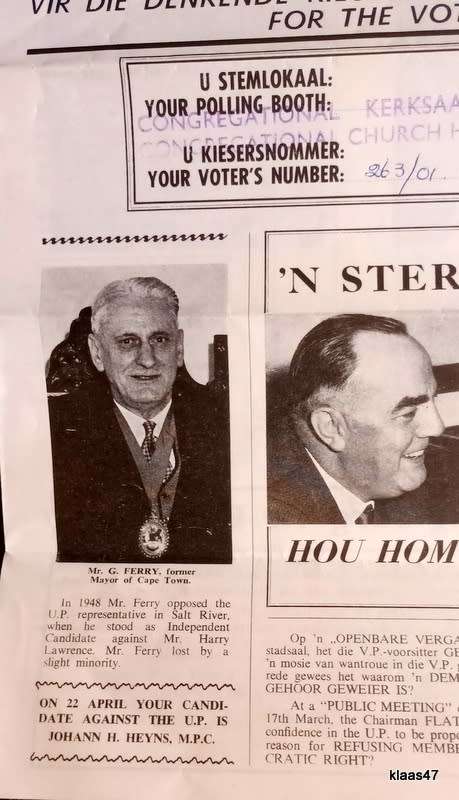 VIR DIE DENKENDE
FOR THE VOT
U STEMLOKAAL:
YOUR POLLING BOOTH:
CONGREGATIONAL KERKSAA
CONGREGATIONAL CHURCH H
U KIESERSNOMMER:
YOUR VOTER'S NUMBER: 263/01.
'N STER
Mr. G. FERRY, former
Mayor of Cape Town.
In 1948 Mr. Ferry opposed the
U.P. representative in Salt River,
when he stood as Independent
Candidate against Mr. Harry
Lawrence. Mr. Ferry lost by a
slight minority.
ON 22 APRIL YOUR CANDI-
DATE AGAINST THE U.P. IS
JOHANN H. HEYNS, M.P.C.
HOU HOM
Op 'n „OPENBARE VERGA
stadsaal, het die V.P.-voorsitter GE
'n mosie van wantroue in die V.P. g
rede gewees het waarom 'n DEM
GEHOOR GEWEIER IS?
At a "PUBLIC MEETING"
17th March, the Chairman FLAT
confidence in the U.P. to be propo
reason for REFUSING MEMBE
CRATIC RIGHT?
klaas47